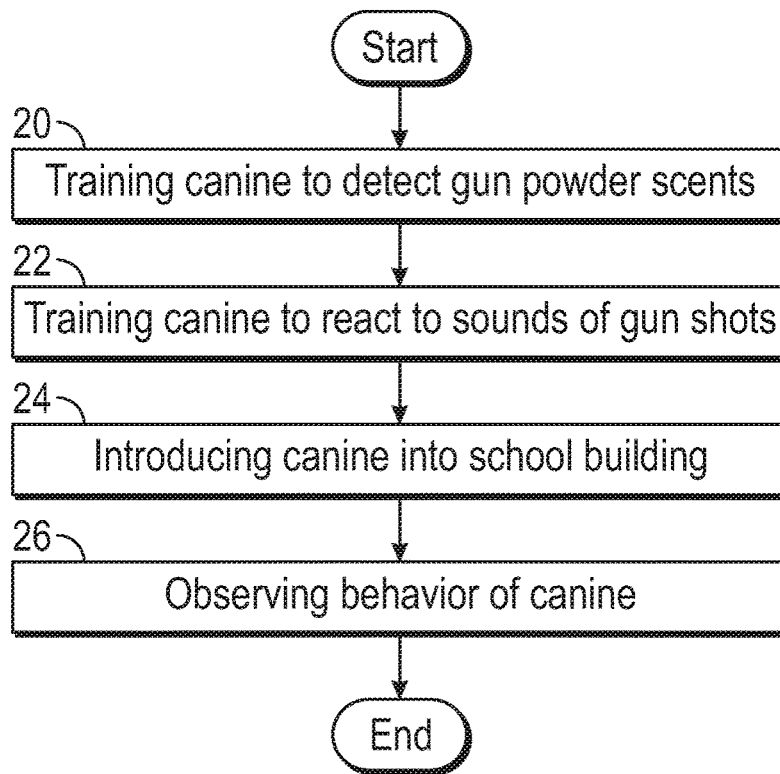 Start
20
Training canine to detect gun powder scents
22
Training canine to react to sounds of gun shots
24
Introducing canine into school building
26
Observing behavior of canine
End